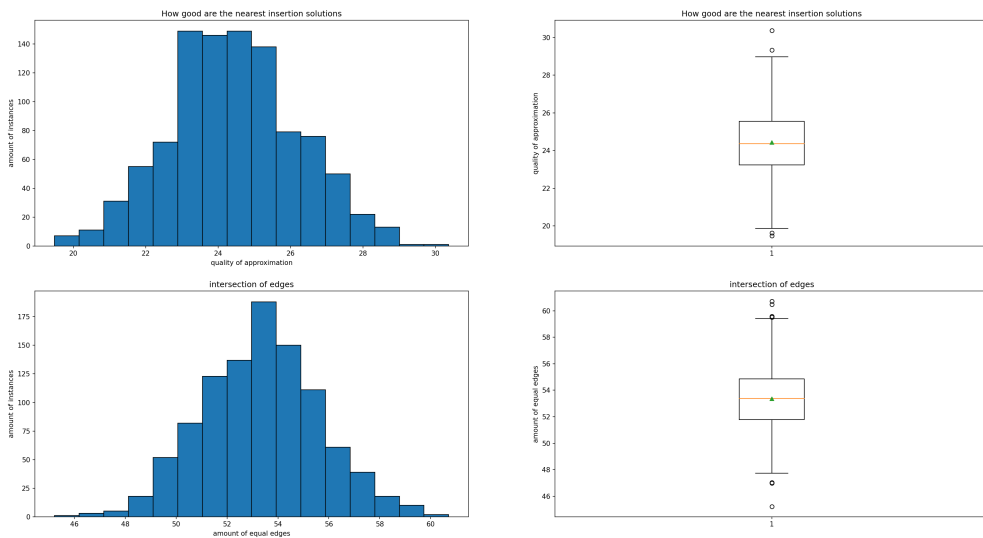 How good are the nearest insertion solutions
amount of instances
140
120
100
80
60
40
20
0
20 22 24 26 28 30
quality of approximation
How good are the nearest insertion solutions
quality of approximation
30
28
26
24
22
20
1
intersection of edges
amount of instances
175
150
125
100
75
50
25
0
46 48 50 52 54 56 58 60
amount of equal edges
intersection of edges
amount of equal edges
60
58
56
54
52
50
48
46
1